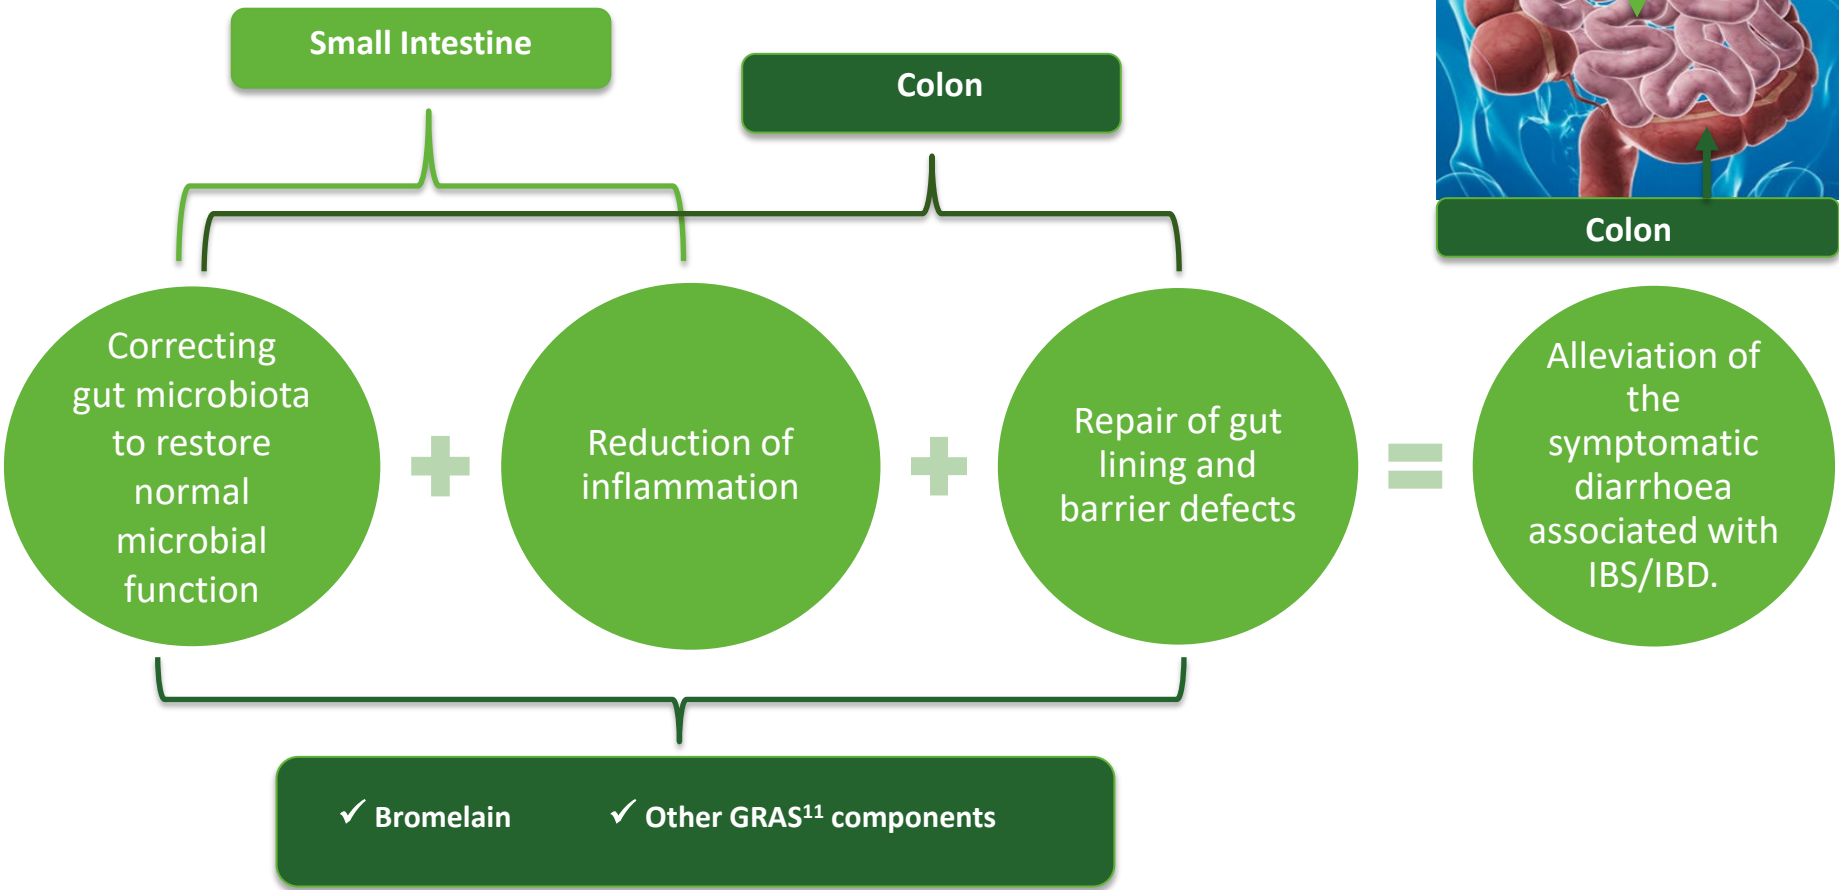 Small Intestine
Colon
Colon
Correcting
gut microbiota
to restore
normal
microbial
function
Reduction of
inflammation
Repair of gut
lining and
barrier defects
Alleviation of
the
symptomatic
diarrhoea
associated with
IBS/IBD.
✓ Bromelain
✓ Other GRAS¹¹ components